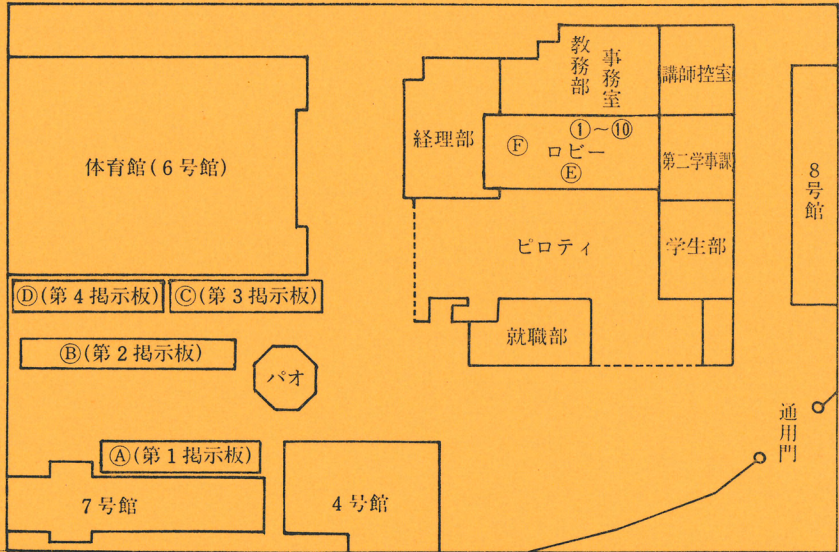 教務部
事務室
講師控室
経理部
①～⑩
Ⓕ
ロビー
Ⓔ
第二学事課
体育館(6号館)
8号館
ピロティ
学生部
Ⓓ(第4掲示板)
Ⓒ(第3掲示板)
Ⓑ(第2掲示板)
就職部
パオ
通用門
Ⓐ(第1掲示板)
7号館
4号館